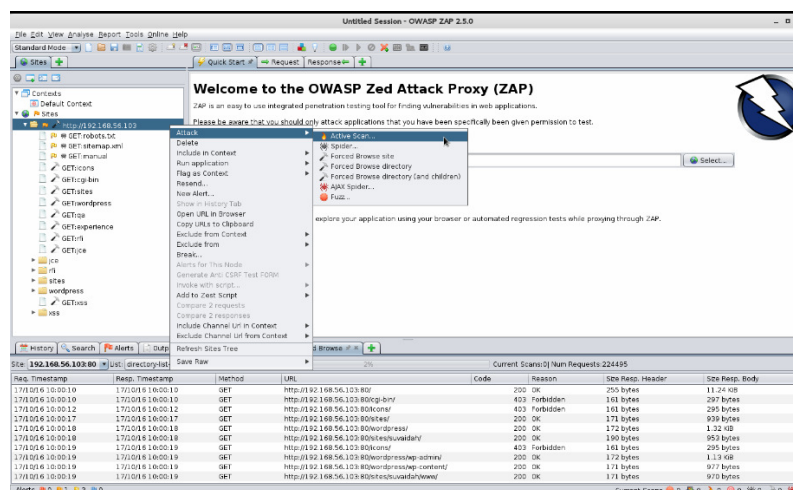 Untitled Session - OWASP ZAP 2.5.0
File Edit View Analyse Report Tools Online Help
Standard Mode
Sites
Quick Start
Request
Response
Contexts
Default Context
Sites
http://192.168.56.103
GET:robots.txt
GET:sitemap.xml
GET:manual
GET:icons
GET:cgi-bin
GET:sites
GET:wordpress
GET:qa
GET:experience
GET:rfi
GET:jce
jce
rfi
sites
wordpress
GET:xss
xss
Welcome to the OWASP Zed Attack Proxy (ZAP)
ZAP is an easy to use integrated penetration testing tool for finding vulnerabilities in web applications.
Please be aware that you should only attack applications that you have been specifically been given permission to test.
Select...
explore your application using your browser or automated regression tests while proxying through ZAP.
Attack
Delete
Include in Context
Run application
Flag as Context
Resend...
New Alert...
Show in History Tab
Open URL in Browser
Copy URLs to Clipboard
Exclude from Context
Exclude from
Break...
Alerts for This Node
Generate Anti CSRF Test FORM
Invoke with script...
Add to Zest Script
Compare 2 requests
Compare 2 responses
Include Channel Url in Context
Exclude Channel Url from Context
Refresh Sites Tree
Save Raw
Active Scan...
Spider...
Forced Browse site
Forced Browse directory
Forced Browse directory (and children)
AJAX Spider...
Fuzz...
History
Search
Alerts
Outp
d Browse
Site: 192.168.56.103:80 List: directory-list
2% Current Scans:0 Num Requests:224495
Req. Timestamp Resp. Timestamp Method URL Code Reason Size Resp. Header Size Resp. Body
17/10/16 10:00:10 17/10/16 10:00:10 GET http://192.168.56.103:80/ 200 OK 255 bytes 11.24 KiB
17/10/16 10:00:10 17/10/16 10:00:10 GET http://192.168.56.103:80/cgi-bin/ 403 Forbidden 161 bytes 297 bytes
17/10/16 10:00:12 17/10/16 10:00:12 GET http://192.168.56.103:80/icons/ 403 Forbidden 161 bytes 295 bytes
17/10/16 10:00:17 17/10/16 10:00:17 GET http://192.168.56.103:80/sites/ 200 OK 171 bytes 939 bytes
17/10/16 10:00:18 17/10/16 10:00:18 GET http://192.168.56.103:80/wordpress/ 200 OK 172 bytes 1.32 KiB
17/10/16 10:00:18 17/10/16 10:00:18 GET http://192.168.56.103:80/sites/suvaidah/ 200 OK 190 bytes 953 bytes
17/10/16 10:00:19 17/10/16 10:00:19 GET http://192.168.56.103:80/icons/ 403 Forbidden 161 bytes 295 bytes
17/10/16 10:00:19 17/10/16 10:00:19 GET http://192.168.56.103:80/wordpress/wp-admin/ 200 OK 172 bytes 1.13 KiB
17/10/16 10:00:19 17/10/16 10:00:19 GET http://192.168.56.103:80/wordpress/wp-content/ 200 OK 171 bytes 977 bytes
17/10/16 10:00:19 17/10/16 10:00:19 GET http://192.168.56.103:80/sites/suvaidah/www/ 200 OK 171 bytes 970 bytes